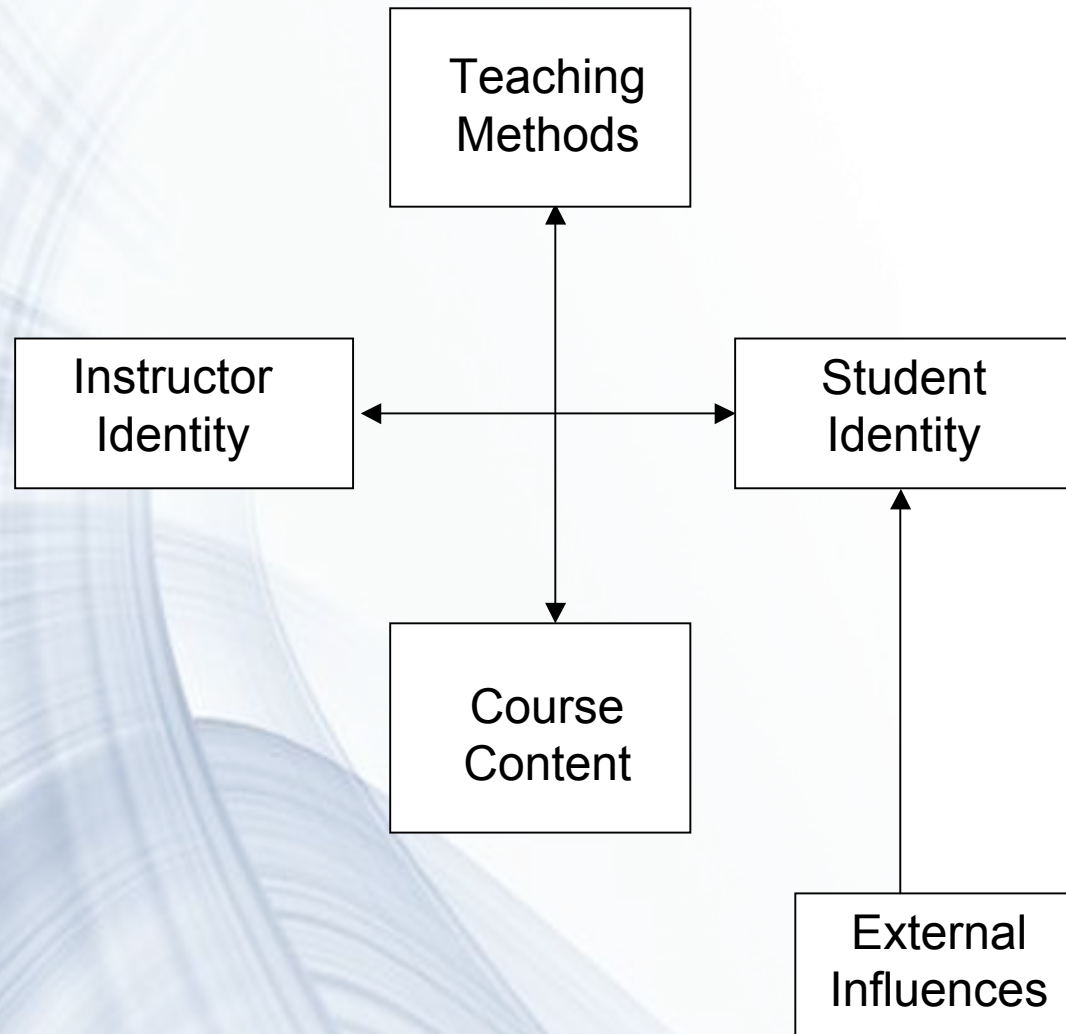 Teaching
Methods
Instructor
Identity
Student
Identity
Course
Content
External
Influences